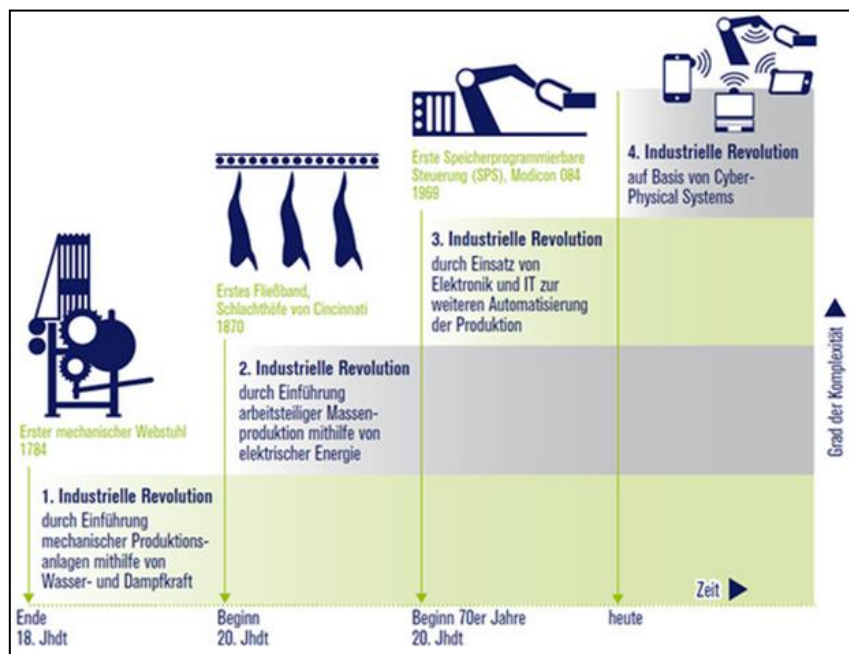 Erster mechanischer Webstuhl
1784
1. Industrielle Revolution
durch Einführung
mechanischer Produktions-
anlagen mithilfe von
Wasser- und Dampfkraft
Ende
18. Jhdt
Erstes Fließband,
Schlachthöfe von Cincinnati
1870
2. Industrielle Revolution
durch Einführung
arbeitsteiliger Massen-
produktion mithilfe von
elektrischer Energie
Beginn
20. Jhdt
Erste Speicherprogrammierbare
Steuerung (SPS), Modicon 084
1969
3. Industrielle Revolution
durch Einsatz von
Elektronik und IT zur
weiteren Automatisierung
der Produktion
Beginn 70er Jahre
20. Jhdt
4. Industrielle Revolution
auf Basis von Cyber-
Physical Systems
heute
Zeit
Grad der Komplexität